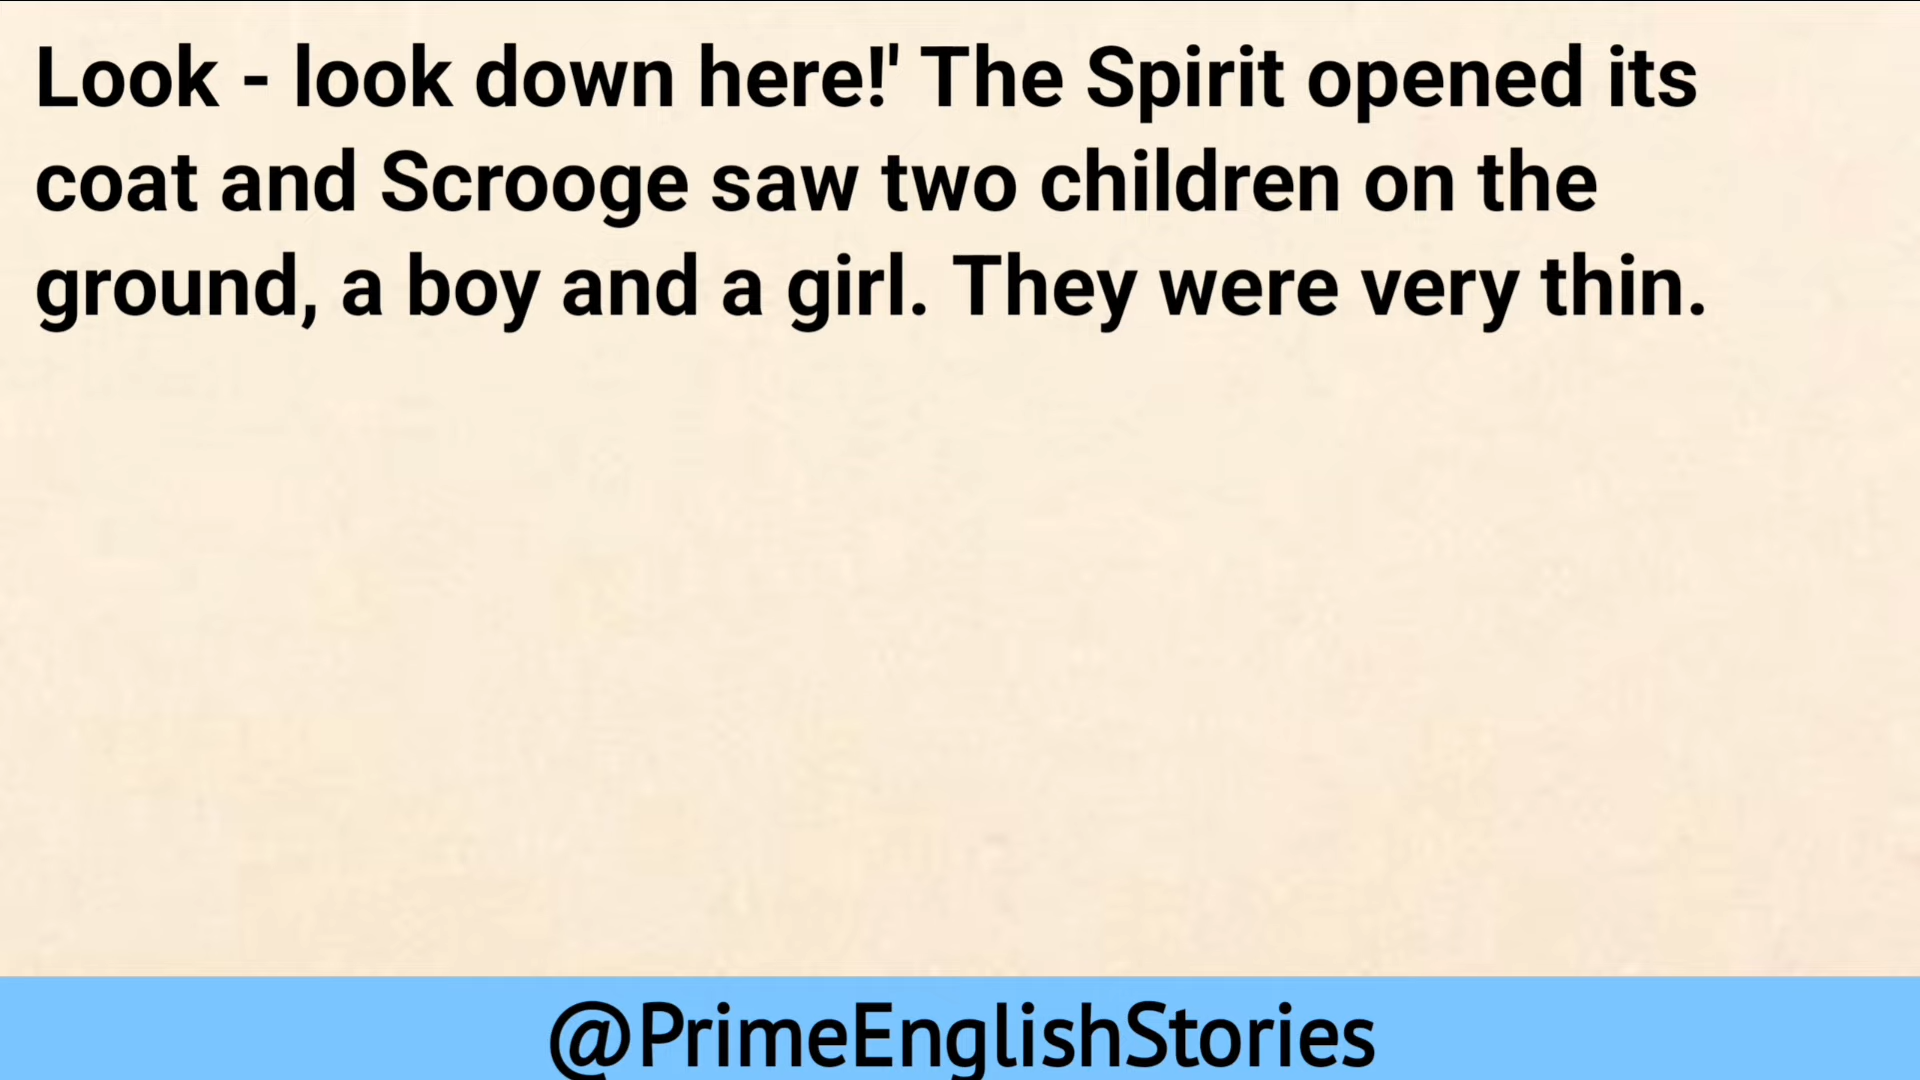 Look - look down here!' The Spirit opened its
coat and Scrooge saw two children on the
ground, a boy and a girl. They were very thin.
@PrimeEnglishStories